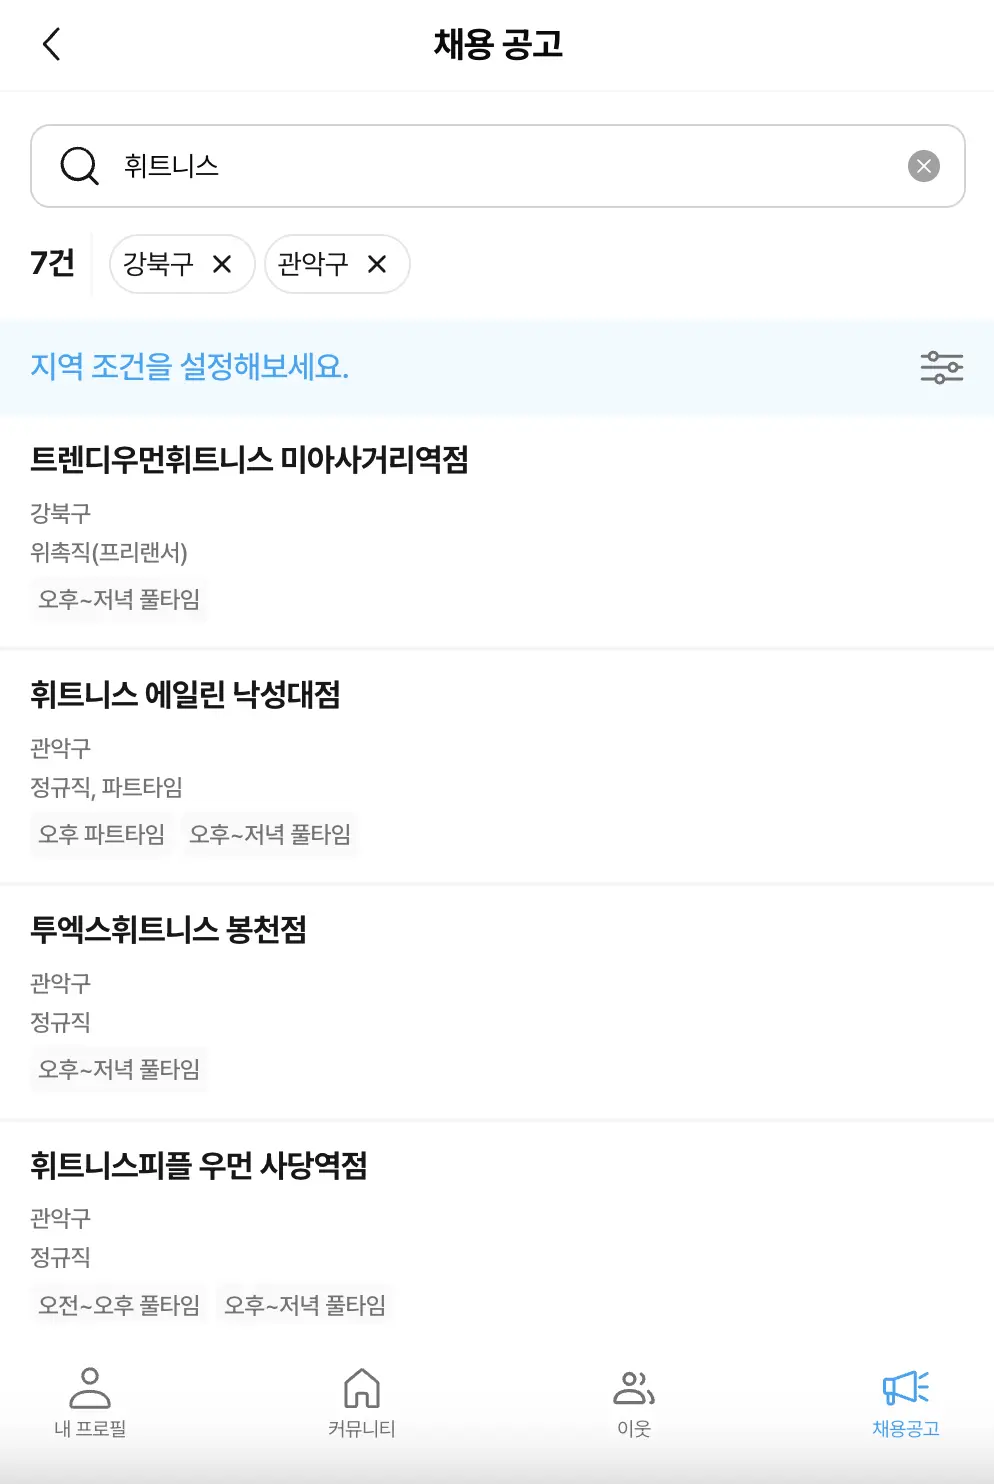 채용 공고
휘트니스
7건 강북구 관악구
지역 조건을 설정해보세요.
트렌디우먼휘트니스 미아사거리역점
강북구
위촉직(프리랜서)
오후~저녁 풀타임
휘트니스 에일린 낙성대점
관악구
정규직, 파트타임
오후 파트타임 오후~저녁 풀타임
투엑스휘트니스 봉천점
관악구
정규직
오후~저녁 풀타임
휘트니스피플 우먼 사당역점
관악구
정규직
오전~오후 풀타임 오후~저녁 풀타임
내 프로필 커뮤니티 이웃 채용공고